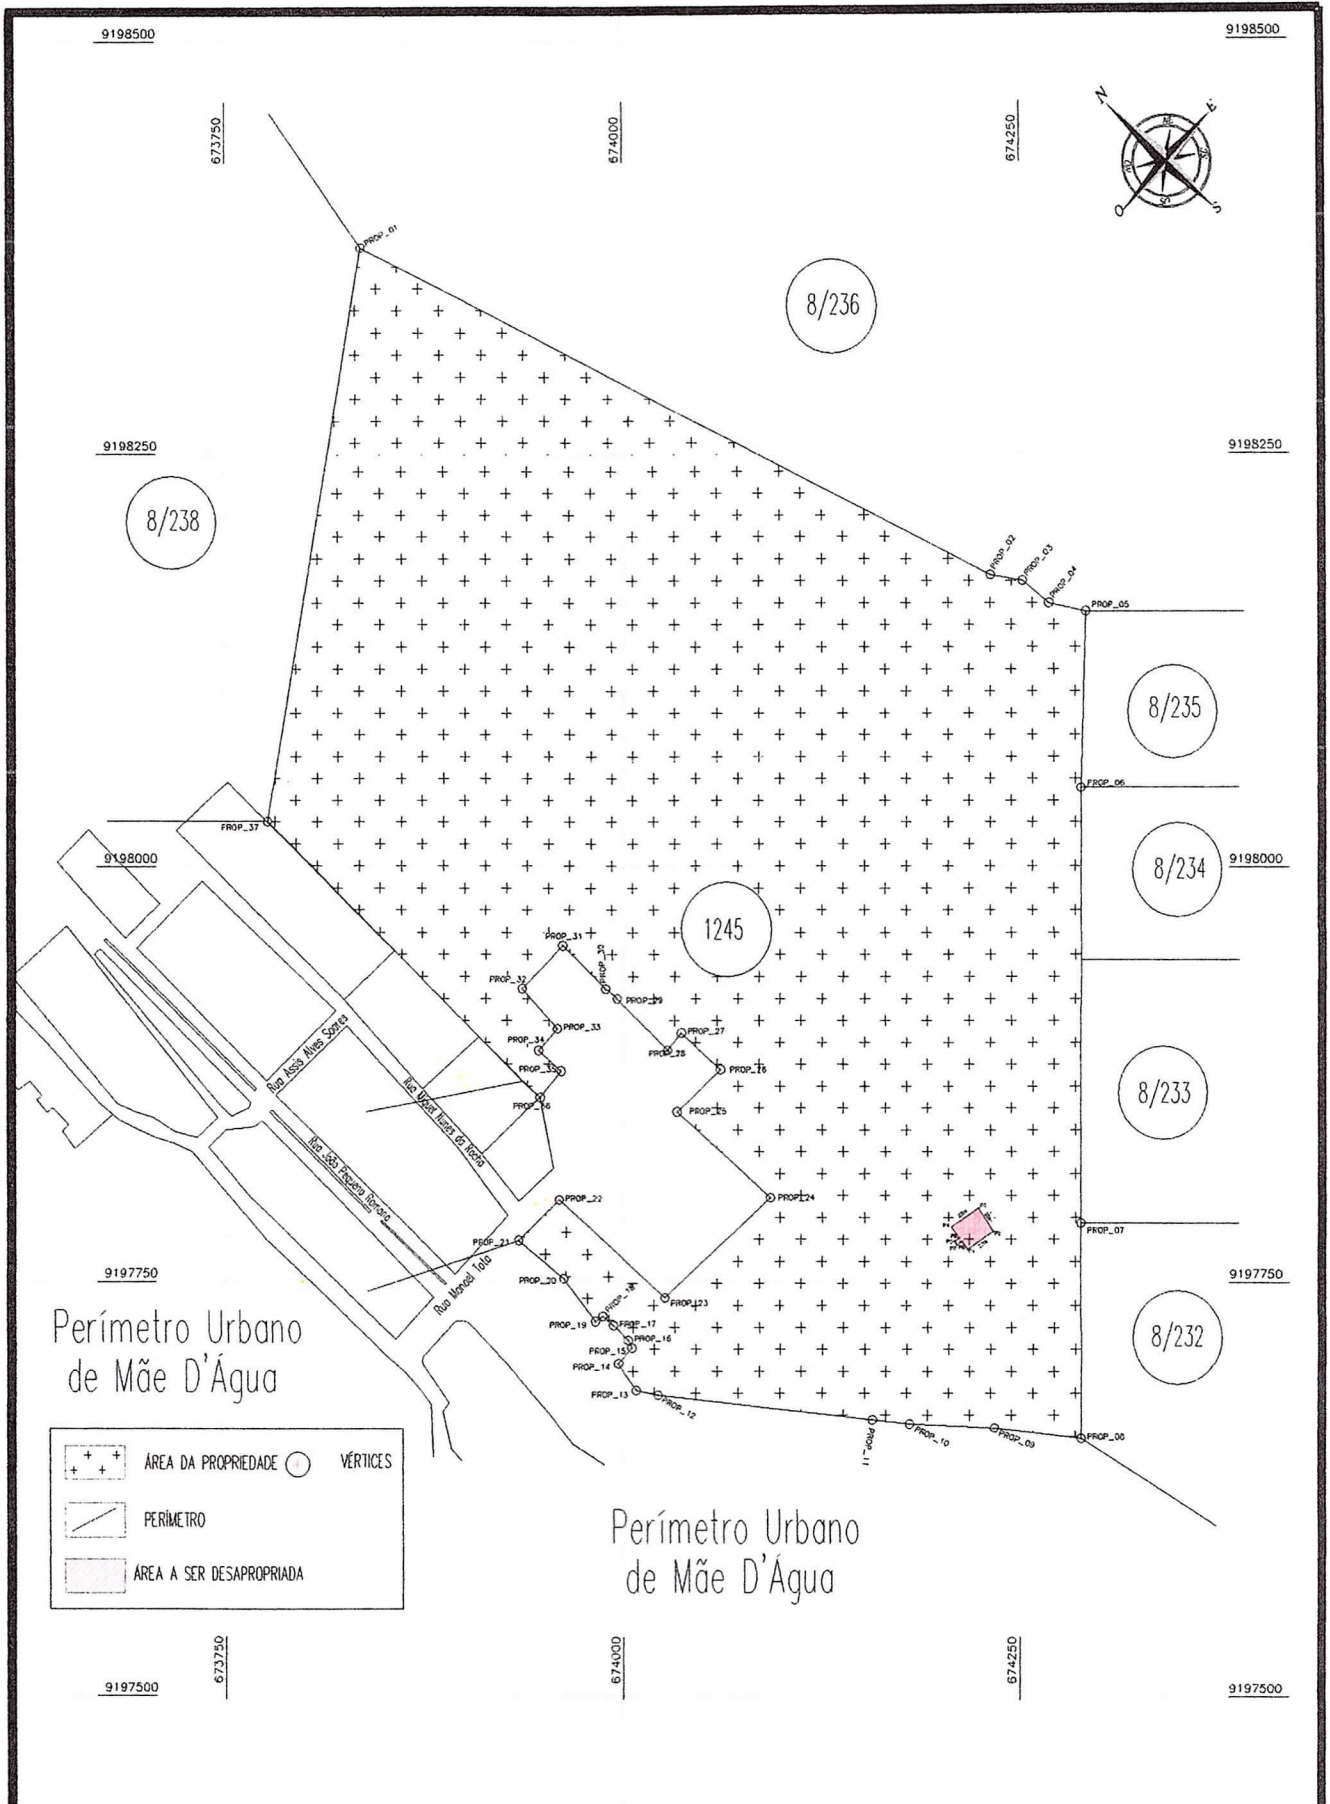 9198500
9198500
673750
674000
674250
N
E
O
S
PROP_01
8/236
9198250
9198250
8/238
PROP_02
PROP_03
PROP_04
PROP_05
8/235
PROP_06
PROP_37
9198000
8/234
9198000
1245
PROP_31
PROP_30
PROP_32
PROP_29
PROP_33
PROP_27
PROP_34
PROP_28
PROP_35
PROP_26
8/233
Rua Assis Alves Soares
Rua Miguel Nunes da Rocha
PROP_36
PROP_25
Rua João Pequeno Romano
PROP_22
PROP_24
PROP_07
PROP_21
Rua Manoel Tota
9197750
PROP_20
9197750
PROP_18
PROP_23
PROP_19
PROP_17
PROP_16
PROP_15
PROP_14
8/232
Perímetro Urbano
de Mãe D'Água
PROP_13
PROP_12
PROP_11
PROP_10
PROP_09
PROP_08
ÁREA DA PROPRIEDADE
VÉRTICES
PERÍMETRO
ÁREA A SER DESAPROPRIADA
Perímetro Urbano
de Mãe D'Água
673750
674000
674250
9197500
9197500